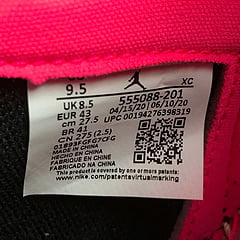 9.5
XC
UK 8.5
EUR 43
cm 27.5
BR 41
CN 275 (2.5)
555088-201
04/15/20 06/10/20
UPC 00194276398319
MADE IN CHINA
HECHO EN CHINA
FABRIQUE EN CHINE
FABRICADO NA CHINA
This product is covered by one or more patents:
www.nike.com/patentsvirtualmarking